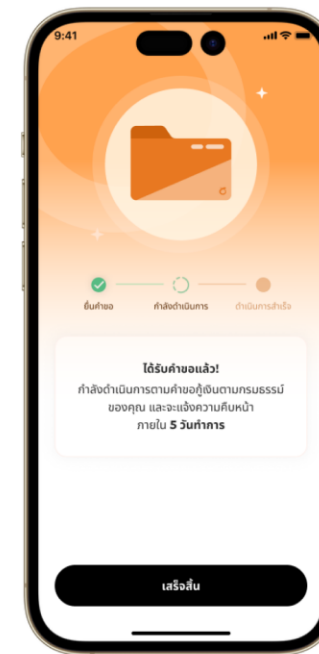 9:41
ยื่นคำขอ กำลังดำเนินการ ดำเนินการสำเร็จ
ได้รับคำขอแล้ว!
กำลังดำเนินการตามคำขอกู้เงินตามกรมธรรม์
ของคุณ และจะแจ้งความคืบหน้า
ภายใน 5 วันทำการ
เสร็จสิ้น